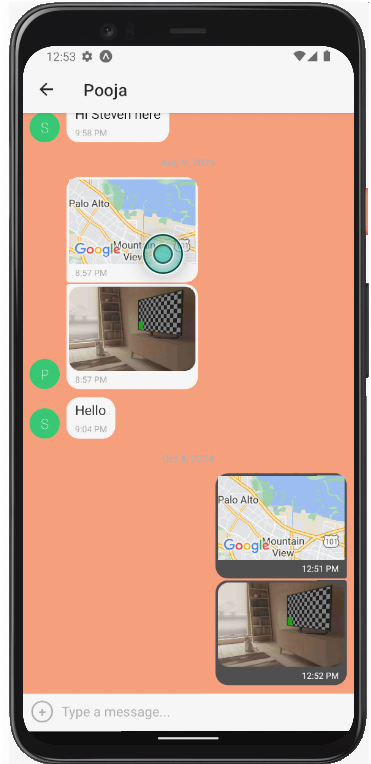 12:53
Pooja
Hi Steven here
S
9:58 PM
Palo Alto
Google
Mountain
View
8:57 PM
P
8:57 PM
Hello
S
9:04 PM
Palo Alto
Google
Mountain
View
101
12:51 PM
12:52 PM
Type a message...